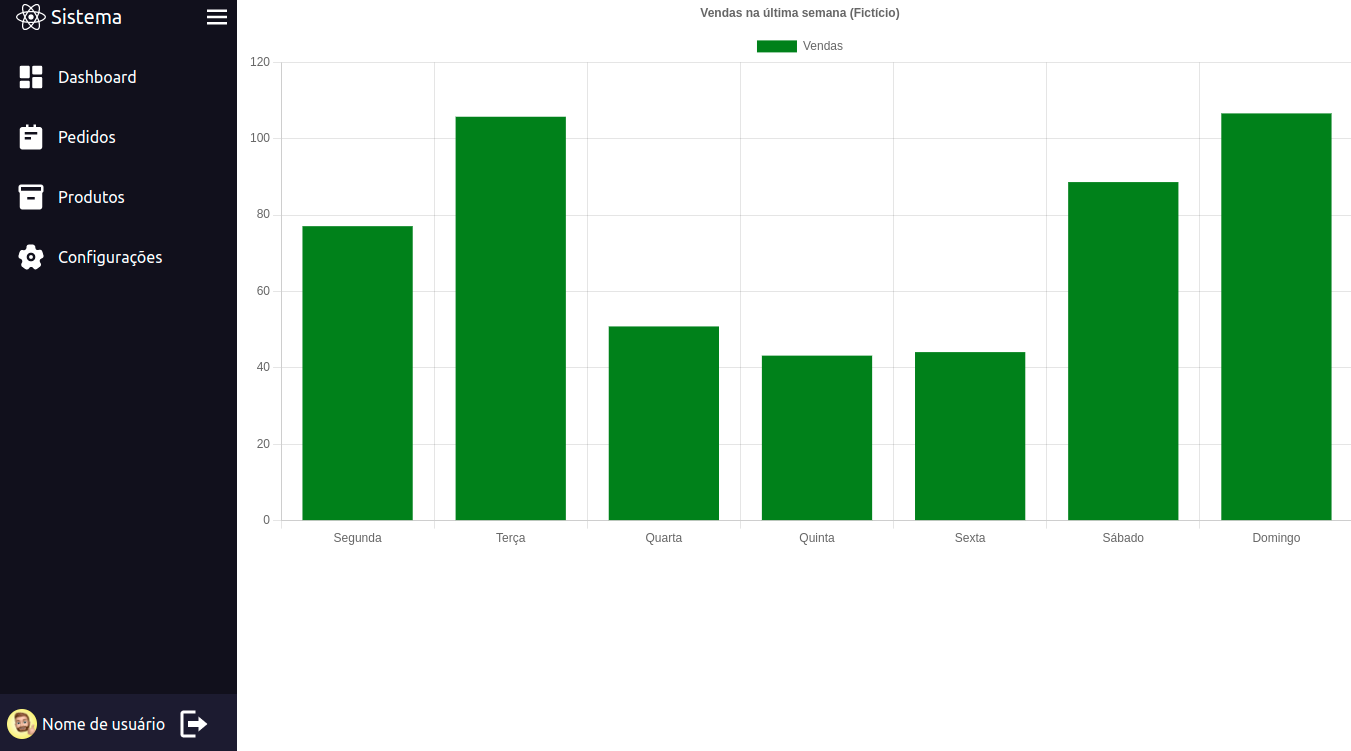 Sistema
Dashboard
Pedidos
Produtos
Configurações
Nome de usuário
Vendas na última semana (Fictício)
Vendas
120
100
80
60
40
20
0
Segunda Terça Quarta Quinta Sexta Sábado Domingo